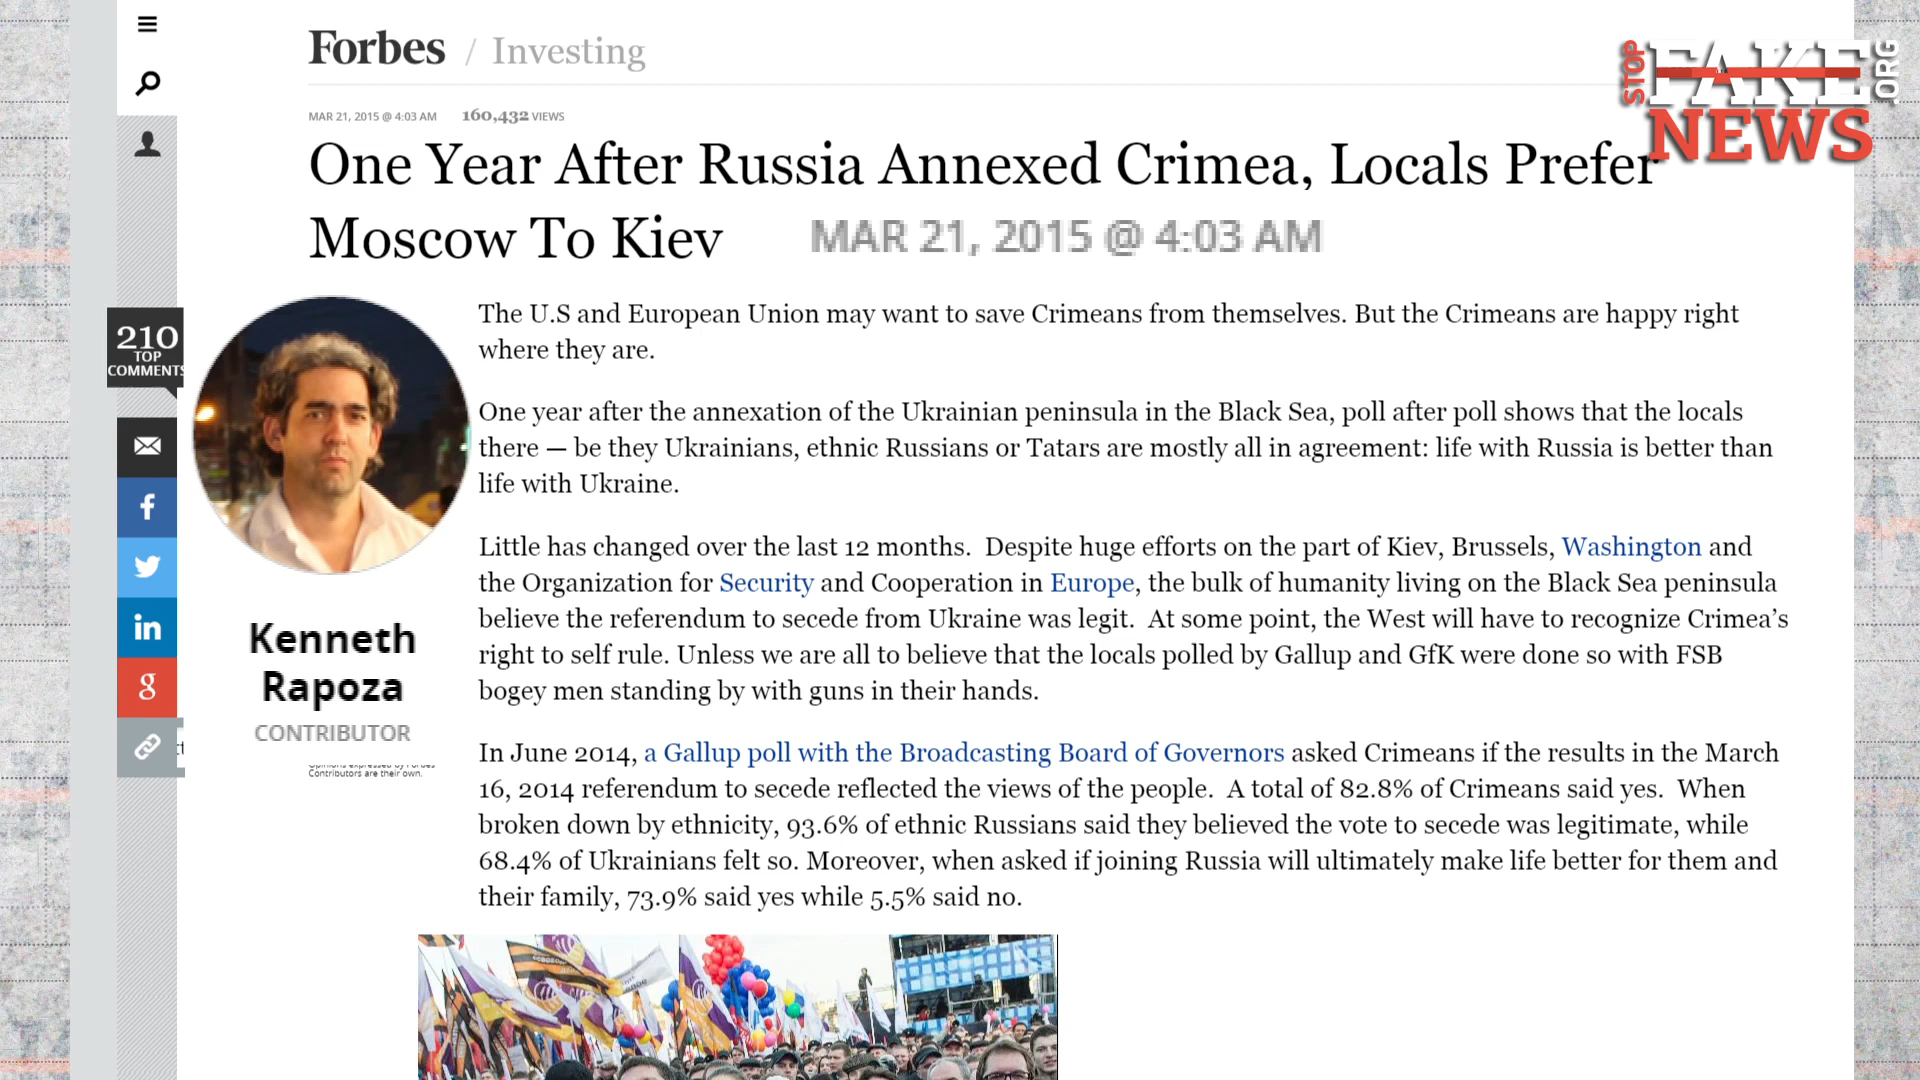 Forbes / Investing
STOP FAKE NEWS .ORG
MAR 21, 2015 @ 4:03 AM 160,432 VIEWS
One Year After Russia Annexed Crimea, Locals Prefer
Moscow To Kiev
MAR 21, 2015 @ 4:03 AM
210
TOP
COMMENTS
f
in
g
Kenneth
Rapoza
CONTRIBUTOR
Opinions expressed by Forbes
Contributors are their own.
The U.S and European Union may want to save Crimeans from themselves. But the Crimeans are happy right
where they are.
One year after the annexation of the Ukrainian peninsula in the Black Sea, poll after poll shows that the locals
there — be they Ukrainians, ethnic Russians or Tatars are mostly all in agreement: life with Russia is better than
life with Ukraine.
Little has changed over the last 12 months.  Despite huge efforts on the part of Kiev, Brussels, Washington and
the Organization for Security and Cooperation in Europe, the bulk of humanity living on the Black Sea peninsula
believe the referendum to secede from Ukraine was legit.  At some point, the West will have to recognize Crimea's
right to self rule. Unless we are all to believe that the locals polled by Gallup and GfK were done so with FSB
bogey men standing by with guns in their hands.
In June 2014, a Gallup poll with the Broadcasting Board of Governors asked Crimeans if the results in the March
16, 2014 referendum to secede reflected the views of the people.  A total of 82.8% of Crimeans said yes.  When
broken down by ethnicity, 93.6% of ethnic Russians said they believed the vote to secede was legitimate, while
68.4% of Ukrainians felt so. Moreover, when asked if joining Russia will ultimately make life better for them and
their family, 73.9% said yes while 5.5% said no.